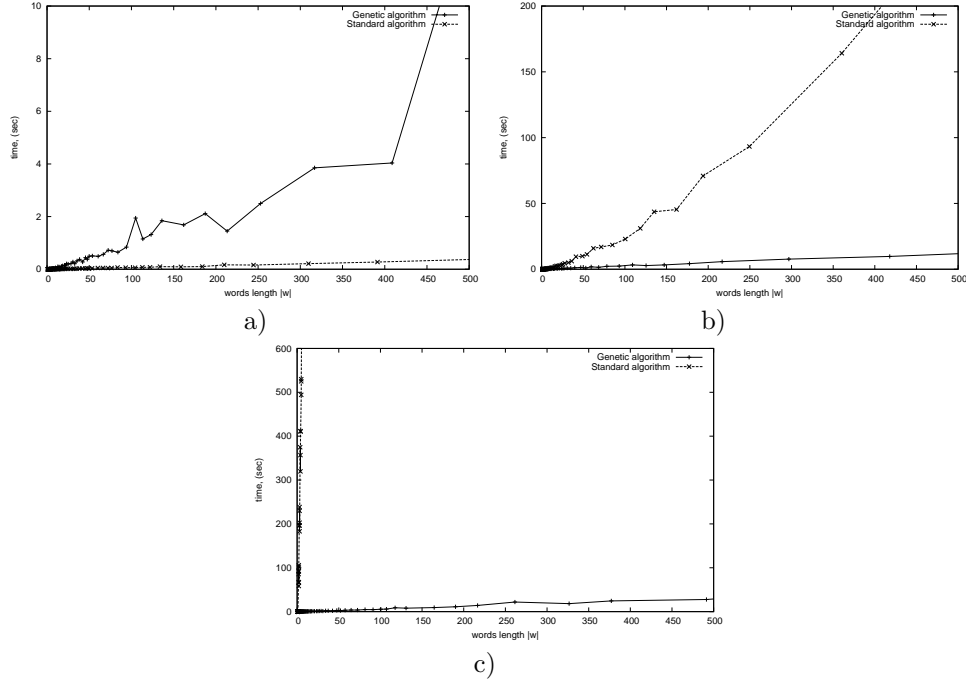 Genetic algorithm
Standard algorithm
10
8
6
4
2
0
time, (sec)
0 50 100 150 200 250 300 350 400 450 500
words length |w|
a)
Genetic algorithm
Standard algorithm
200
150
100
50
0
time, (sec)
0 50 100 150 200 250 300 350 400 450 500
words length |w|
b)
Genetic algorithm
Standard algorithm
600
500
400
300
200
100
0
time, (sec)
0 50 100 150 200 250 300 350 400 450 500
words length |w|
c)